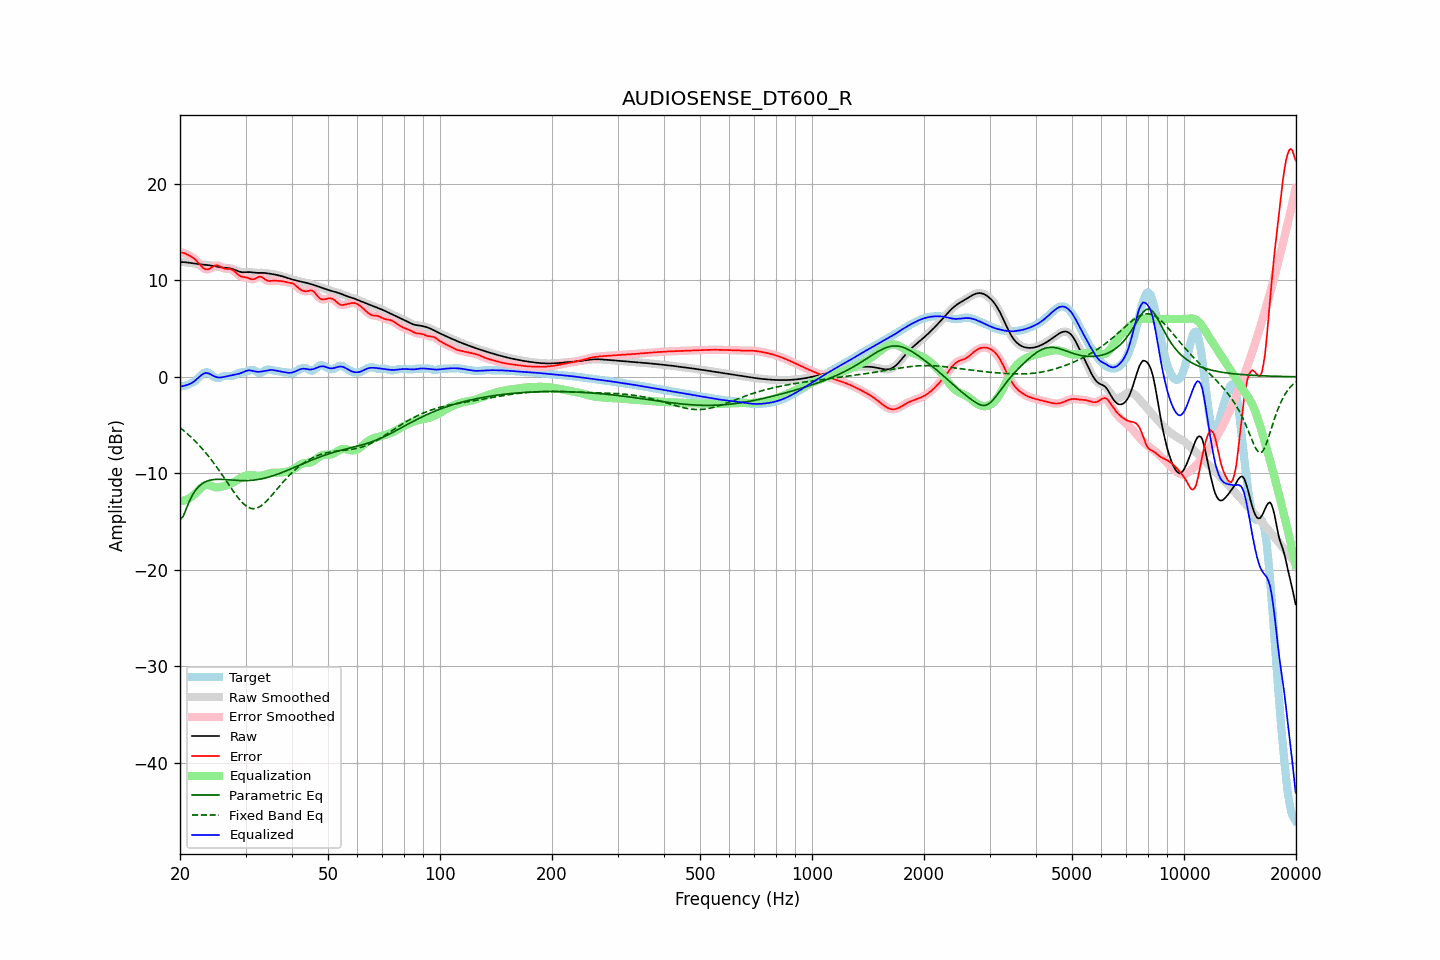 AUDIOSENSE_DT600_R
Amplitude (dBr)
20
10
0
−10
−20
−30
−40
Target
Raw Smoothed
Error Smoothed
Raw
Error
Equalization
Parametric Eq
Fixed Band Eq
Equalized
20 50 100 200 500 1000 2000 5000 10000 20000
Frequency (Hz)